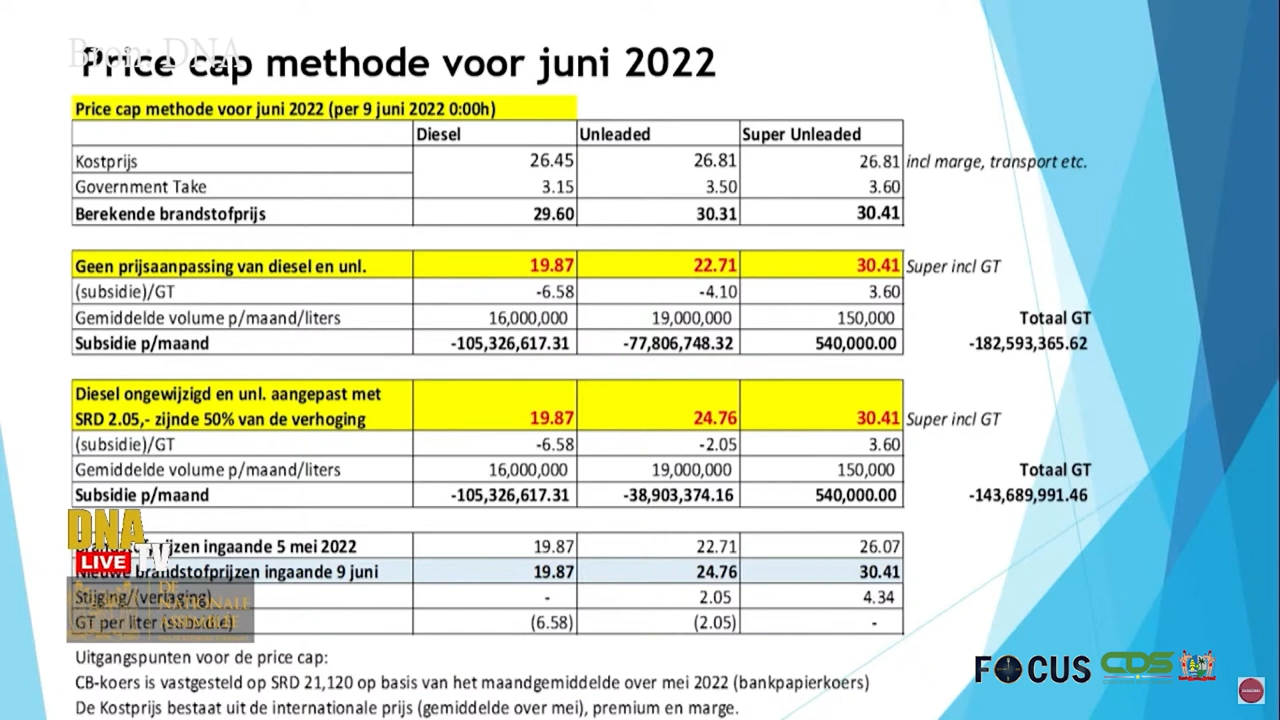 Bron: DNA
Price cap methode voor juni 2022
Price cap methode voor juni 2022 (per 9 juni 2022 0:00h)
Diesel Unleaded Super Unleaded
Kostprijs 26.45 26.81 26.81 incl marge, transport etc.
Government Take 3.15 3.50 3.60
Berekende brandstofprijs 29.60 30.31 30.41
Geen prijsaanpassing van diesel en unl. 19.87 22.71 30.41 Super incl GT
(subsidie)/GT -6.58 -4.10 3.60
Gemiddelde volume p/maand/liters 16,000,000 19,000,000 150,000 Totaal GT
Subsidie p/maand -105,326,617.31 -77,806,748.32 540,000.00 -182,593,365.62
Diesel ongewijzigd en unl. aangepast met
SRD 2.05,- zijnde 50% van de verhoging 19.87 24.76 30.41 Super incl GT
(subsidie)/GT -6.58 -2.05 3.60
Gemiddelde volume p/maand/liters 16,000,000 19,000,000 150,000 Totaal GT
Subsidie p/maand -105,326,617.31 -38,903,374.16 540,000.00 -143,689,991.46
DNA
TV
LIVE
ingaande 5 mei 2022 19.87 22.71 26.07
Nieuwe brandstofprijzen ingaande 9 juni 19.87 24.76 30.41
Stijging/(verlaging) - 2.05 4.34
GT per liter (subsidie) (6.58) (2.05) -
DE
NATIONALE
ASSEMBLÉE
Uitgangspunten voor de price cap:
CB-koers is vastgesteld op SRD 21,120 op basis van het maandgemiddelde over mei 2022 (bankpapierkoers)
De Kostprijs bestaat uit de internationale prijs (gemiddelde over mei), premium en marge.
FOCUS CDS